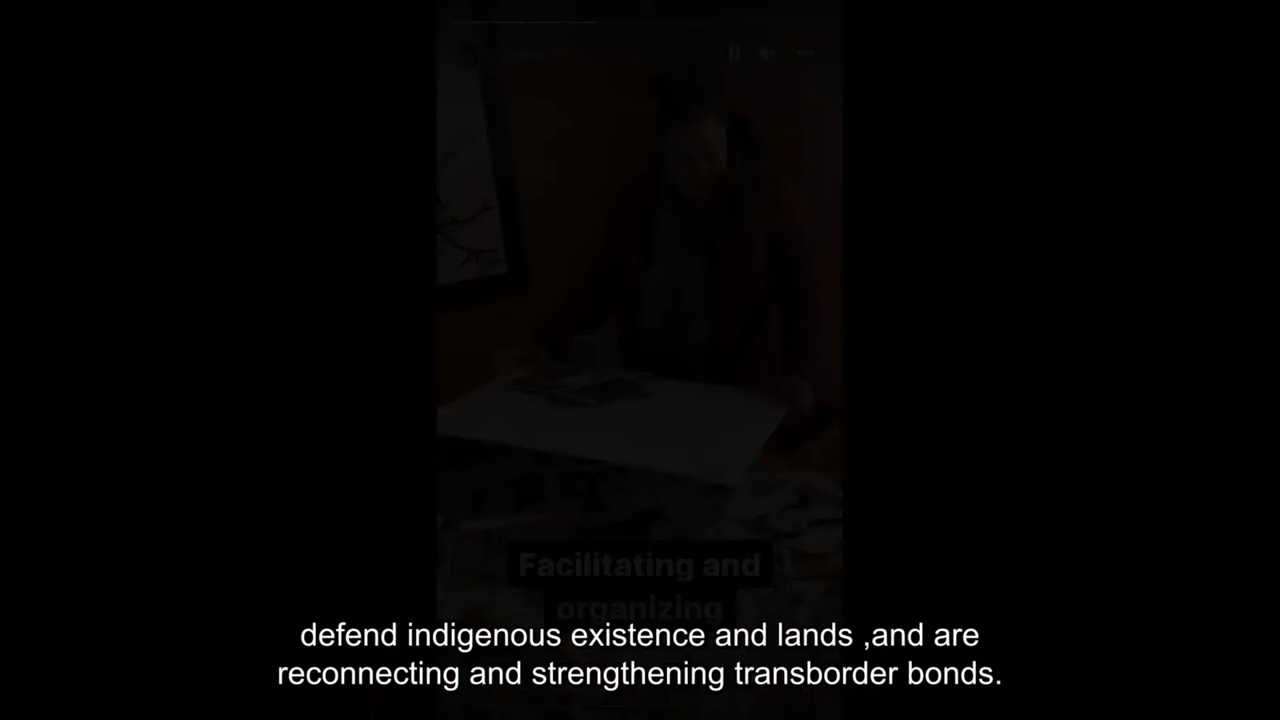 Facilitating and
organizing
defend indigenous existence and lands ,and are
reconnecting and strengthening transborder bonds.